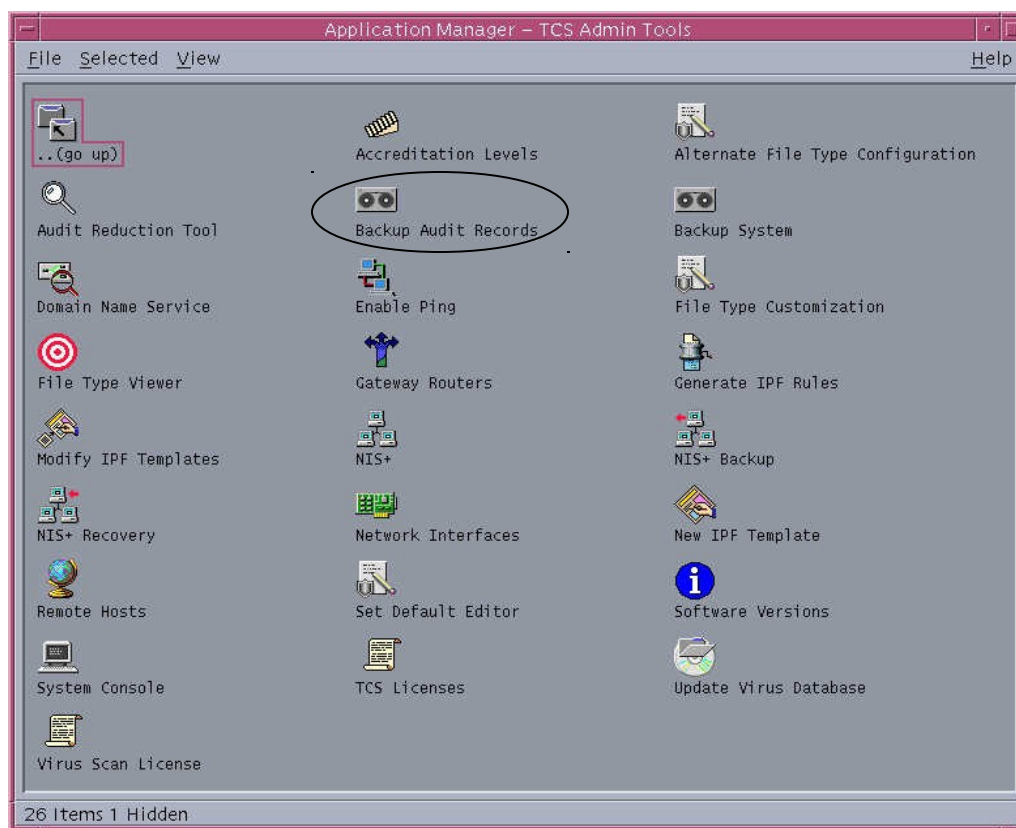 Application Manager – TCS Admin Tools
File Selected View Help
..(go up)
Accreditation Levels
Alternate File Type Configuration
Audit Reduction Tool
Backup Audit Records
Backup System
Domain Name Service
Enable Ping
File Type Customization
File Type Viewer
Gateway Routers
Generate IPF Rules
Modify IPF Templates
NIS+
NIS+ Backup
NIS+ Recovery
Network Interfaces
New IPF Template
Remote Hosts
Set Default Editor
Software Versions
System Console
TCS Licenses
Update Virus Database
Virus Scan License
26 Items 1 Hidden